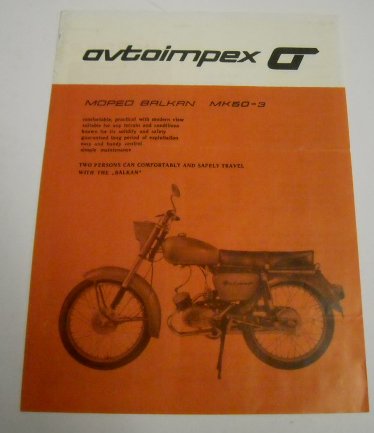 avtoimpex
MOPED BALKAN MK50-3
comfortable, practical with modern view
suitable for any terrain and conditions
known for its solidity and safety
guaranteed long period of exploitation
easy and handy control
simple maintenance
TWO PERSONS CAN COMFORTABLY AND SAFELY TRAVEL
WITH THE „BALKAN“
Balkan